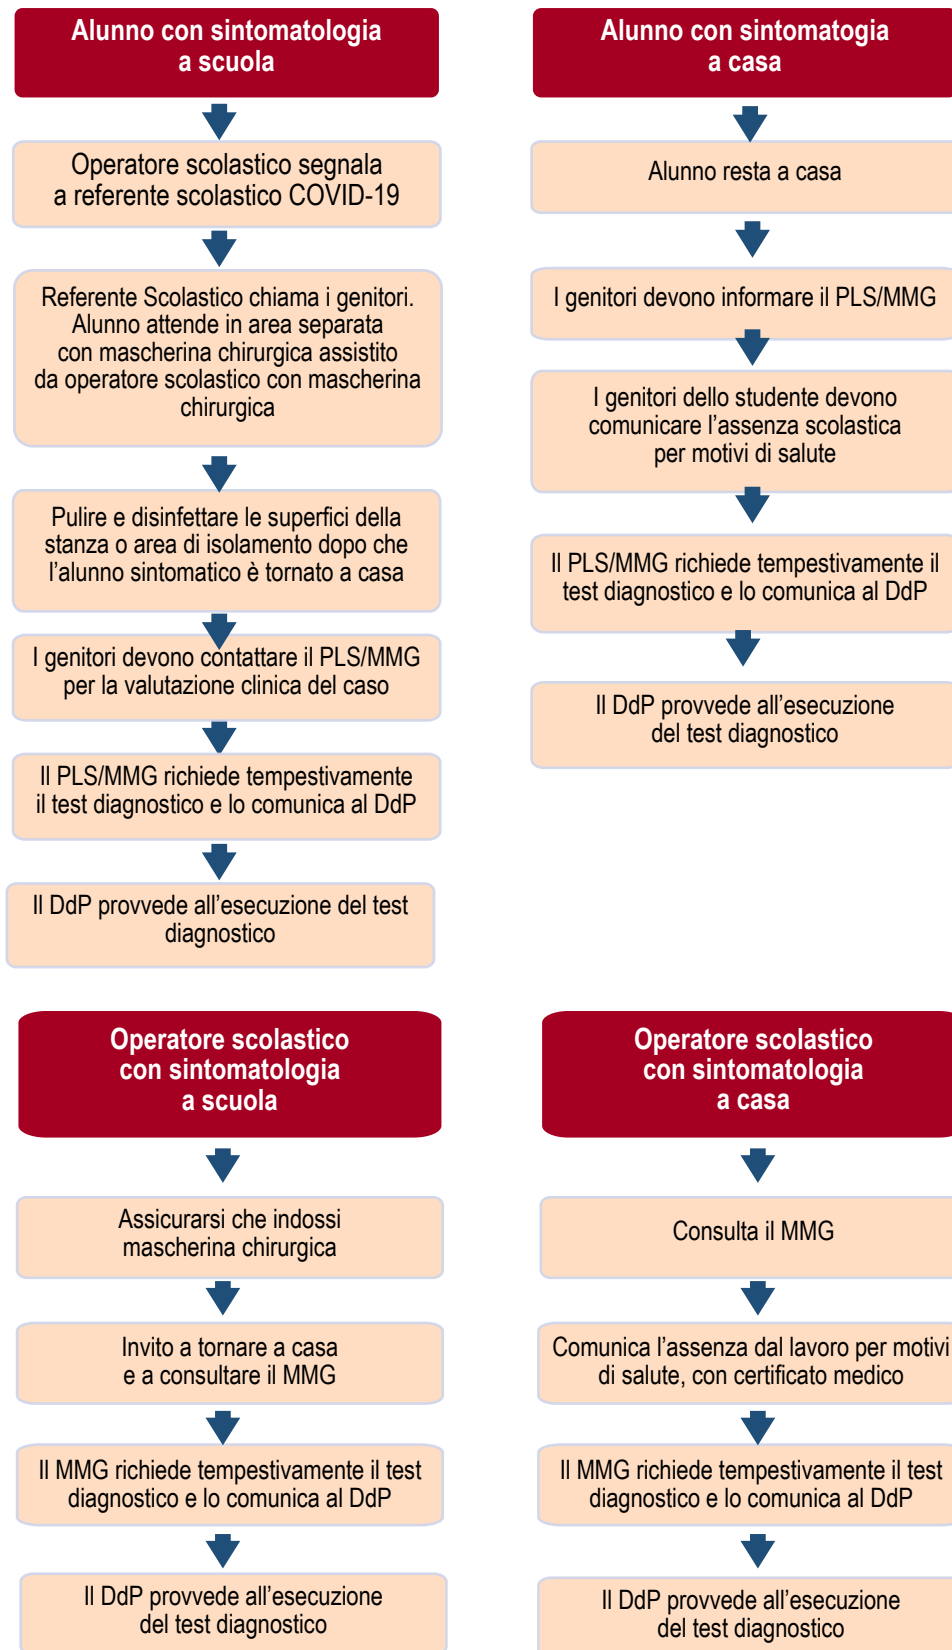 Alunno con sintomatologia
a scuola
Operatore scolastico segnala
a referente scolastico COVID-19
Referente Scolastico chiama i genitori.
Alunno attende in area separata
con mascherina chirurgica assistito
da operatore scolastico con mascherina
chirurgica
Pulire e disinfettare le superfici della
stanza o area di isolamento dopo che
l’alunno sintomatico è tornato a casa
I genitori devono contattare il PLS/MMG
per la valutazione clinica del caso
Il PLS/MMG richiede tempestivamente
il test diagnostico e lo comunica al DdP
Il DdP provvede all’esecuzione del test
diagnostico
Alunno con sintomatogia
a casa
Alunno resta a casa
I genitori devono informare il PLS/MMG
I genitori dello studente devono
comunicare l’assenza scolastica
per motivi di salute
Il PLS/MMG richiede tempestivamente il
test diagnostico e lo comunica al DdP
Il DdP provvede all’esecuzione
del test diagnostico
Operatore scolastico
con sintomatologia
a scuola
Assicurarsi che indossi
mascherina chirurgica
Invito a tornare a casa
e a consultare il MMG
Il MMG richiede tempestivamente il test
diagnostico e lo comunica al DdP
Il DdP provvede all’esecuzione
del test diagnostico
Operatore scolastico
con sintomatologia
a casa
Consulta il MMG
Comunica l’assenza dal lavoro per motivi
di salute, con certificato medico
Il MMG richiede tempestivamente il test
diagnostico e lo comunica al DdP
Il DdP provvede all’esecuzione
del test diagnostico